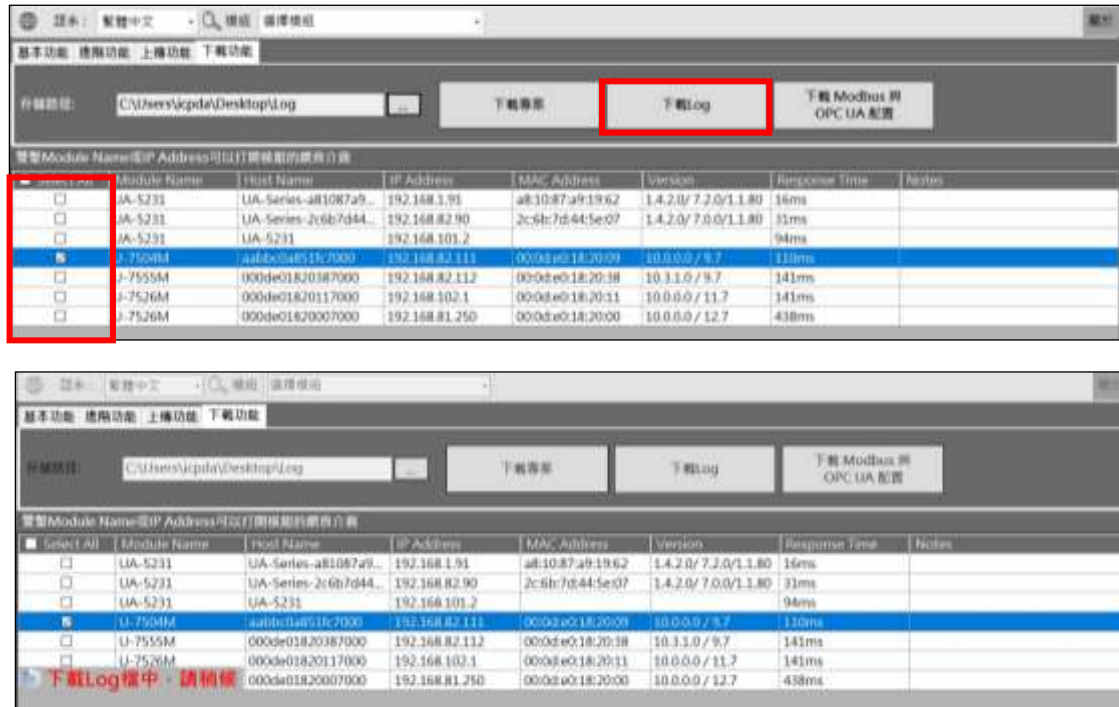 語系： 繁體中文 模組 選擇模組 關於
基本功能 進階功能 上傳功能 下載功能
存儲路徑: C:\Users\icpda\Desktop\Log ... 下載專案 下載Log 下載 Modbus 與
OPC UA 配置
雙擊Module Name或IP Address可以打開模組的網頁介面
Select All Module Name Host Name IP Address MAC Address Version Response Time Notes
UA-5231 UA-Series-a81087a9... 192.168.1.91 a8:10:87:a9:19:62 1.4.2.0/ 7.2.0/1.1.80 16ms
UA-5231 UA-Series-2c6b7d44... 192.168.82.90 2c:6b:7d:44:5e:07 1.4.2.0/ 7.0.0/1.1.80 31ms
UA-5231 UA-5231 192.168.101.2 94ms
U-7504M aabbc0a851fc7000 192.168.82.111 00:0d:e0:18:20:09 10.0.0.0 / 9.7 110ms
U-7555M 000de01820387000 192.168.82.112 00:0d:e0:18:20:38 10.3.1.0 / 9.7 141ms
U-7526M 000de01820117000 192.168.102.1 00:0d:e0:18:20:11 10.0.0.0 / 11.7 141ms
U-7526M 000de01820007000 192.168.81.250 00:0d:e0:18:20:00 10.0.0.0 / 12.7 438ms
語系： 繁體中文 模組 選擇模組 關於
基本功能 進階功能 上傳功能 下載功能
存儲路徑: C:\Users\icpda\Desktop\Log ... 下載專案 下載Log 下載 Modbus 與
OPC UA 配置
雙擊Module Name或IP Address可以打開模組的網頁介面
Select All Module Name Host Name IP Address MAC Address Version Response Time Notes
UA-5231 UA-Series-a81087a9... 192.168.1.91 a8:10:87:a9:19:62 1.4.2.0/ 7.2.0/1.1.80 16ms
UA-5231 UA-Series-2c6b7d44... 192.168.82.90 2c:6b:7d:44:5e:07 1.4.2.0/ 7.0.0/1.1.80 31ms
UA-5231 UA-5231 192.168.101.2 94ms
U-7504M aabbc0a851fc7000 192.168.82.111 00:0d:e0:18:20:09 10.0.0.0 / 9.7 110ms
U-7555M 000de01820387000 192.168.82.112 00:0d:e0:18:20:38 10.3.1.0 / 9.7 141ms
U-7526M 000de01820117000 192.168.102.1 00:0d:e0:18:20:11 10.0.0.0 / 11.7 141ms
下載Log檔中，請稍候 000de01820007000 192.168.81.250 00:0d:e0:18:20:00 10.0.0.0 / 12.7 438ms